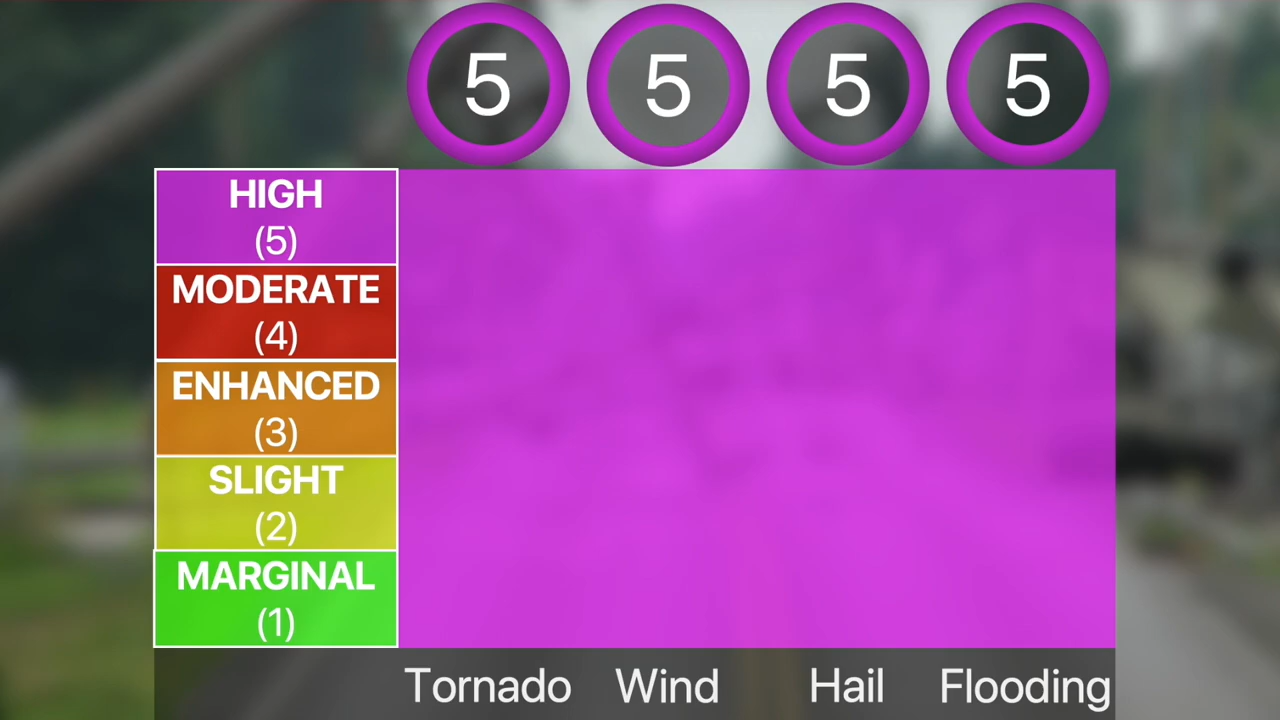 5 5 5 5
HIGH
(5)
MODERATE
(4)
ENHANCED
(3)
SLIGHT
(2)
MARGINAL
(1)
Tornado Wind Hail Flooding